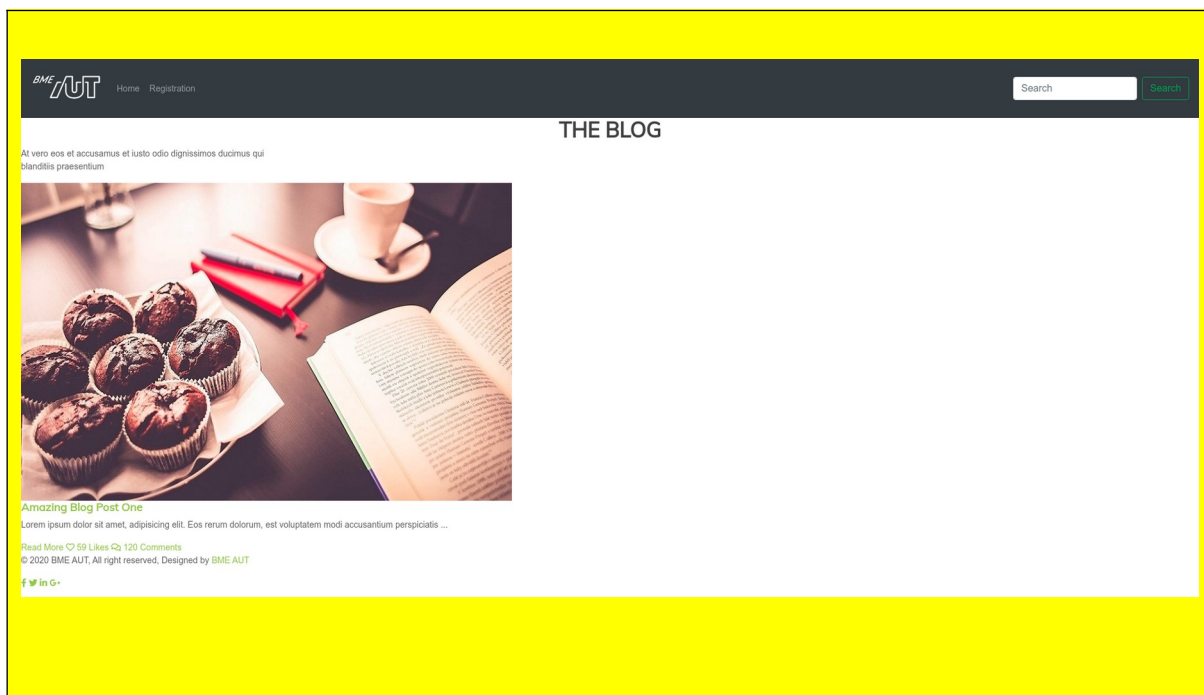 BME AUT
Home Registration
Search
Search
THE BLOG
At vero eos et accusamus et iusto odio dignissimos ducimus qui
blanditiis praesentium
Amazing Blog Post One
Lorem ipsum dolor sit amet, adipisicing elit. Eos rerum dolorum, est voluptatem modi accusantium perspiciatis ...
Read More 59 Likes 120 Comments
© 2020 BME AUT, All right reserved, Designed by BME AUT
f in G+